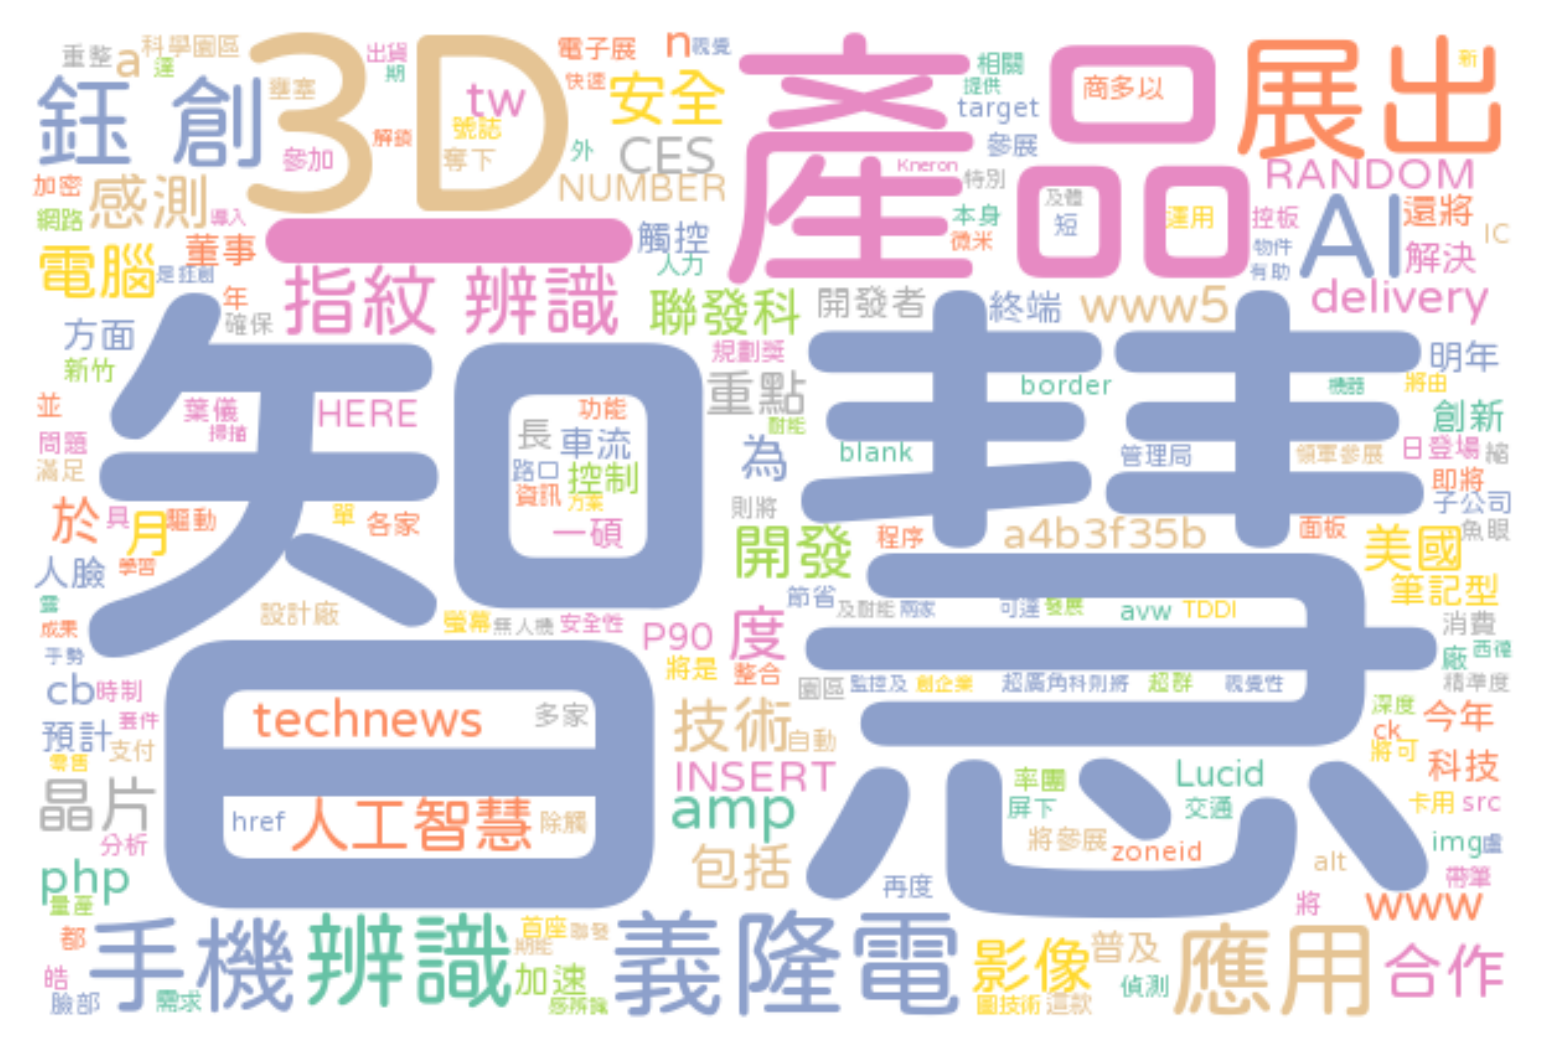 重整
a
科學園區
3D
出貨
期
電子展
n
視覺
產品
相關
提供
商多以
展出
新
鈺創
達
壅塞
tw
快速
安全
target
號誌
解鎖
參加
奪下
外
CES
參展
Kneron
RANDOM
加密
感測
NUMBER
特別
及體
網路
導入
一
觸控
本身
微米
短
運用
控板
AI
還將
IC
電腦
董事
是鈺創
人力
物件
有助
解決
年
指紋 辨識
聯發科
開發者
終端
www5
delivery
方面
確保
新竹
智慧
規劃獎
明年
重點
border
機器
將由
並
葉儀
掃描
HERE
功能
耐能
創新
問題
長
車流
為
blank
管理局
領軍參展
日登場
縮
滿足
路口
控制
資訊
方案
則將
即將
子公司
於
具
月
驅動
單
各家
一碩
開發
程序
a4b3f35b
面板
美國
魚眼
人臉
學習
節省
及耐能
兩家
可達
發展
avw
TDDI
筆記型
設計廠
螢幕
無人機
安全性
P90
度
消費
成果
手勢
廠
將是
整合
cb
時制
園區
監控及
創企業
超廣角科則將
超群
視覺性
精準度
套件
technews
多家
技術
自動
深度
ck
今年
預計
支付
零售
將可
INSERT
率團
Lucid
科技
晶片
amp
屏下
交通
卡用
src
href
人工智慧
除觸
將參展
zoneid
img
分析
包括
alt
php
再度
帶筆
量產
將
www
都
手機
辨識
首座
聯發
期能
義隆電
影像
普及
應用
合作
皓
加速
偵測
臉部
需求
圖技術
這款